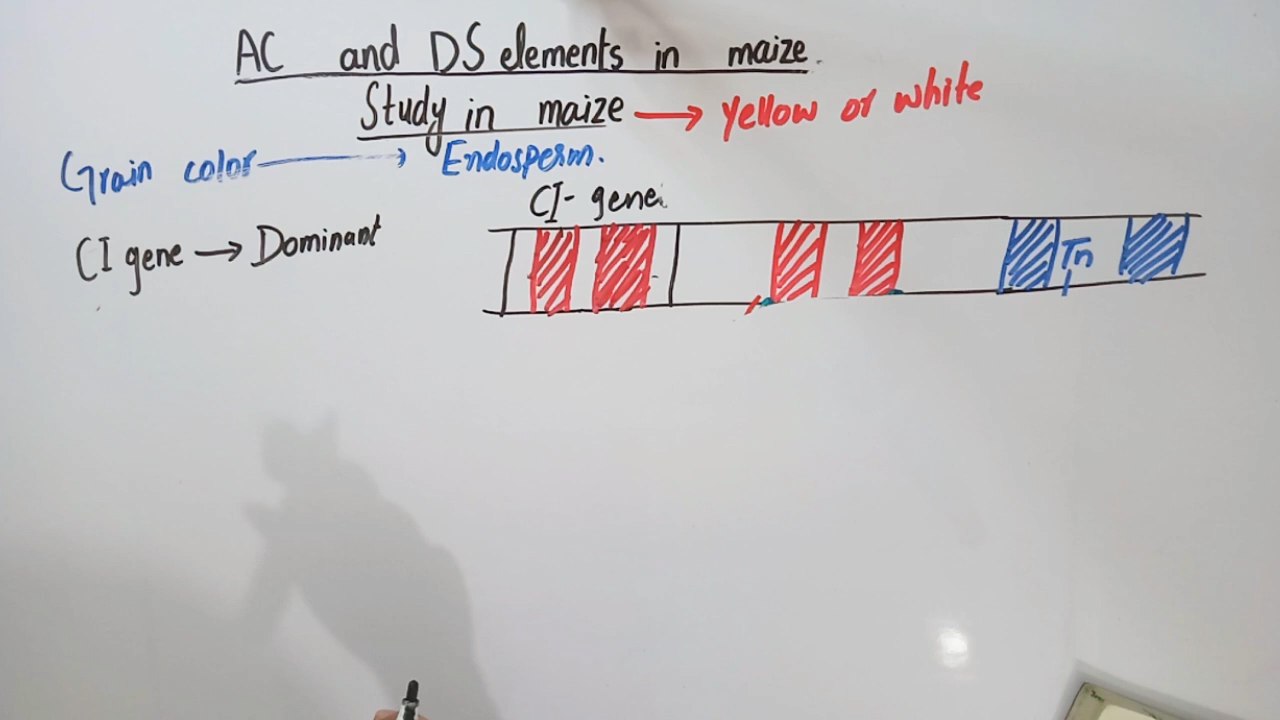 AC and DS elements in maize.
Study in maize → yellow or white
Grain color → Endosperm.
CI- gene
CI gene → Dominant
Tn